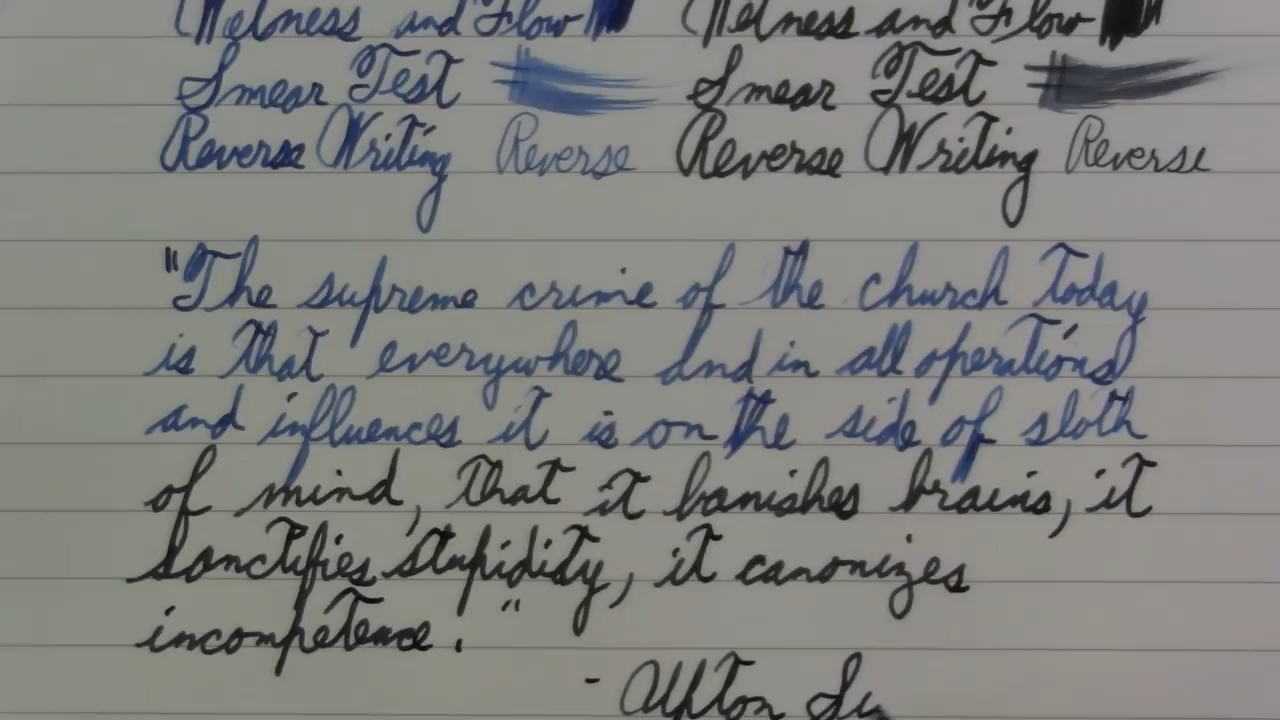 Wetness and Flow Wetness and Flow
Smear Test Smear Test
Reverse Writing Reverse Reverse Writing Reverse
"The supreme crime of the church today
is that everywhere and in all operations
and influences it is on the side of sloth
of mind, that it banishes brains, it
sanctifies stupidity, it canonizes
incompetence."
- Upton Si